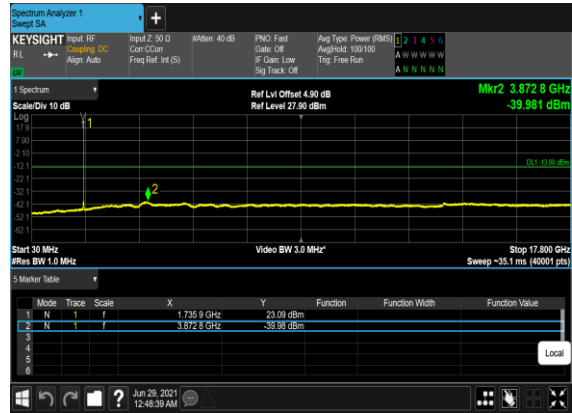 Spectrum Analyzer 1
Swept SA
+
KEYSIGHT Input: RF Input Z: 50 Ω #Atten: 40 dB PNO: Fast Avg Type: Power (RMS) 1 2 3 4 5 6
RL Coupling: DC Corr CCorr Gate: Off Avg|Hold: 100/100 A W W W W W
Align: Auto Freq Ref: Int (S) IF Gain: Low Trig: Free Run
Sig Track: Off A N N N N N
1 Spectrum Ref Lvl Offset 4.90 dB Mkr2 3.872 8 GHz
Scale/Div 10 dB Ref Level 27.90 dBm -39.981 dBm
Log
17.9
7.90
-2.10
-12.1
-22.1
-32.1
-42.1
-52.1
-62.1
1
2
DL1 -13.00 dBm
Start 30 MHz Video BW 3.0 MHz* Stop 17.800 GHz
#Res BW 1.0 MHz Sweep ~35.1 ms (40001 pts)
5 Marker Table
Mode Trace Scale X Y Function Function Width Function Value
1 N 1 f 1.735 9 GHz 23.09 dBm
2 N 1 f 3.872 8 GHz -39.98 dBm
3
4
5
6
Local
? Jun 29, 2021
12:48:39 AM